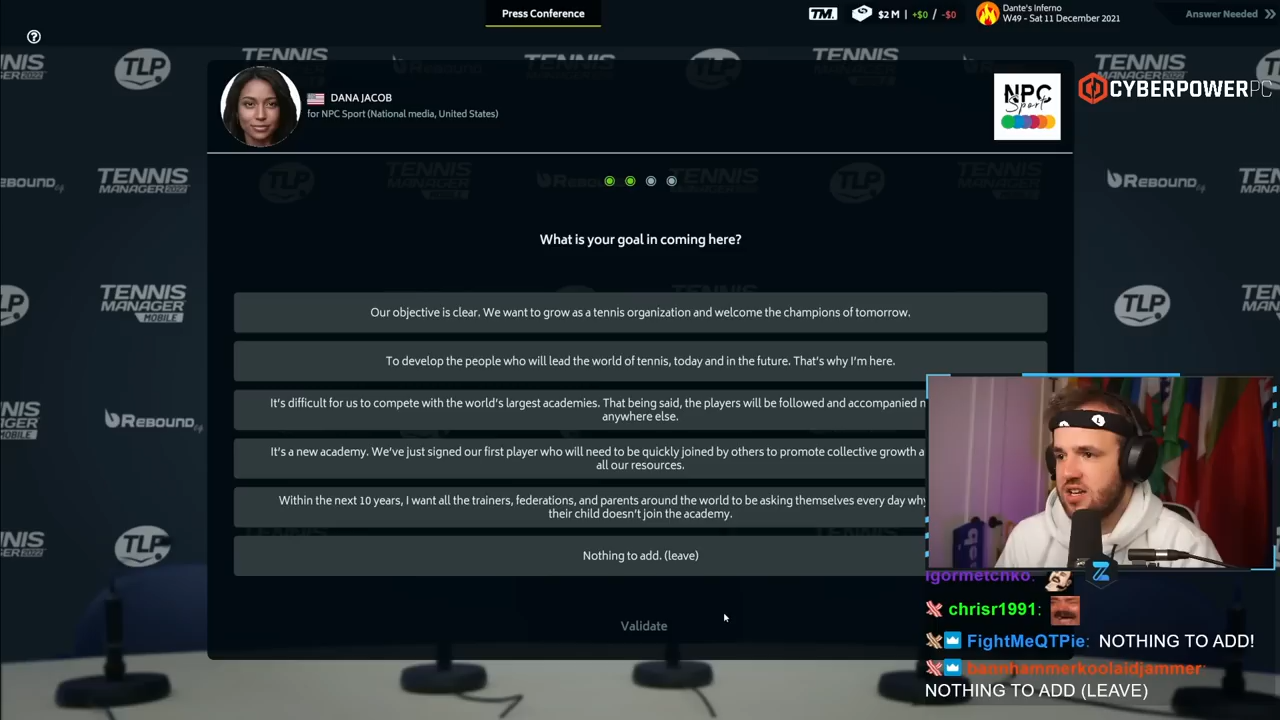 Press Conference
TM.
$2 M | +$0 / -$0
Dante's Inferno
W49 - Sat 11 December 2021
Answer Needed
DANA JACOB
for NPC Sport (National media, United States)
NPC
Sport
CYBERPOWERPC
TENNIS
MANAGER
TLP
Rebound
What is your goal in coming here?
Our objective is clear. We want to grow as a tennis organization and welcome the champions of tomorrow.
To develop the people who will lead the world of tennis, today and in the future. That's why I'm here.
It's difficult for us to compete with the world's largest academies. That being said, the players will be followed and accompanied
anywhere else.
It's a new academy. We've just signed our first player who will need to be quickly joined by others to promote collective growth
all our resources.
Within the next 10 years, I want all the trainers, federations, and parents around the world to be asking themselves every day why
their child doesn't join the academy.
Nothing to add. (leave)
Validate
TENNIS
MANAGER
MOBILE
igormetchko:
chrisr1991:
FightMeQTPie: NOTHING TO ADD!
bannhammerkoolaidjammer:
NOTHING TO ADD (LEAVE)